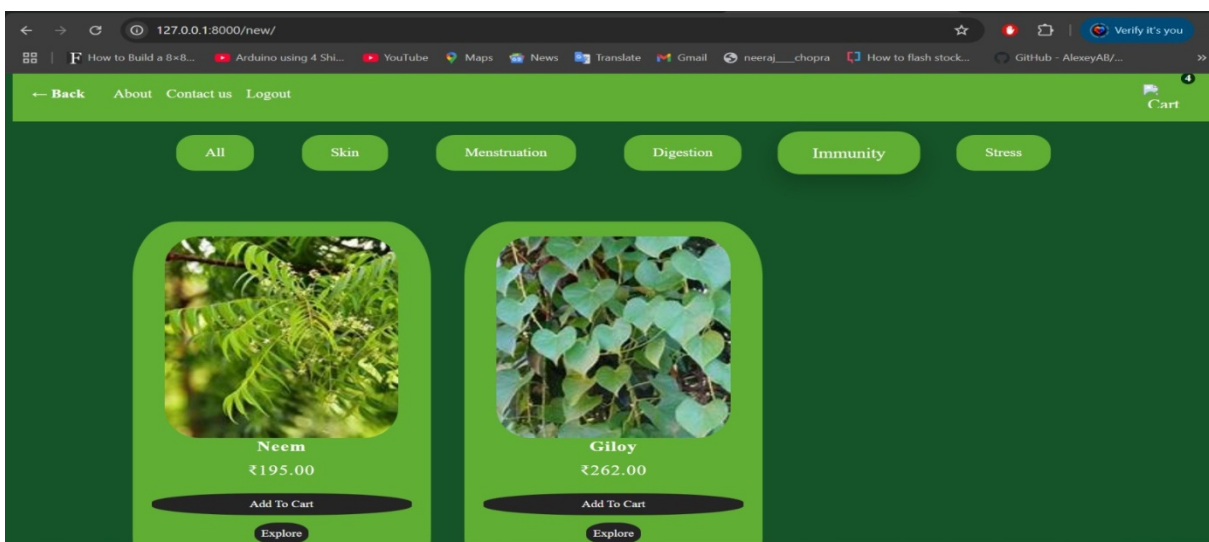 127.0.0.1:8000/new/
Verify it's you
How to Build a 8×8... Arduino using 4 Shi... YouTube Maps News Translate Gmail neeraj___chopra How to flash stock... GitHub - AlexeyAB/... »
← Back About Contact us Logout Cart 4
All Skin Menstruation Digestion Immunity Stress
Neem Giloy
₹195.00 ₹262.00
Add To Cart Add To Cart
Explore Explore